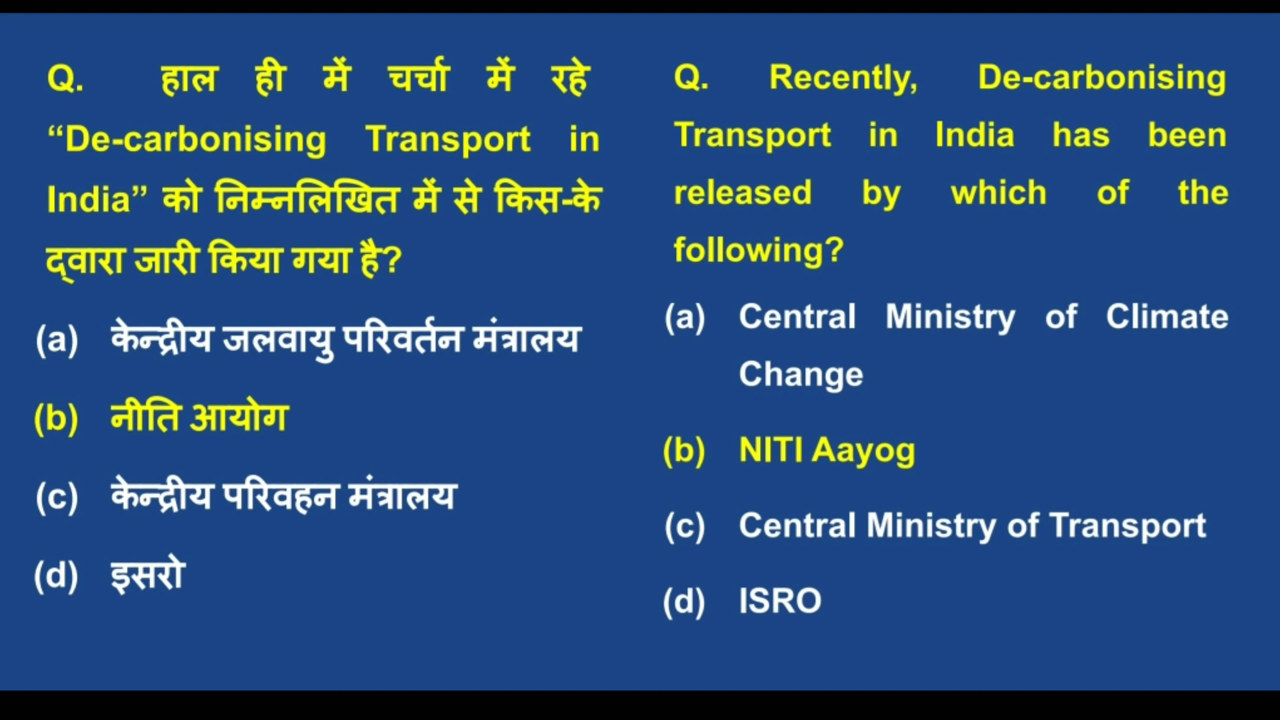 Q. हाल ही में चर्चा में रहे
“De-carbonising Transport in
India” को निम्नलिखित में से किस-के
द्वारा जारी किया गया है?
(a) केन्द्रीय जलवायु परिवर्तन मंत्रालय
(b) नीति आयोग
(c) केन्द्रीय परिवहन मंत्रालय
(d) इसरो
Q. Recently, De-carbonising
Transport in India has been
released by which of the
following?
(a) Central Ministry of Climate
Change
(b) NITI Aayog
(c) Central Ministry of Transport
(d) ISRO